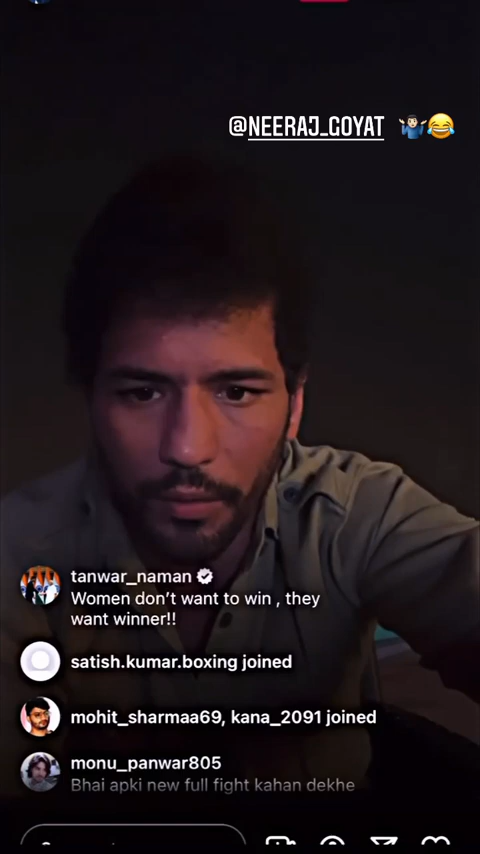 @NEERAJ_GOYAT 🤷🏻‍♂️😂
tanwar_naman
Women don’t want to win , they
want winner!!
satish.kumar.boxing joined
mohit_sharmaa69, kana_2091 joined
monu_panwar805
Bhai apki new full fight kahan dekhe